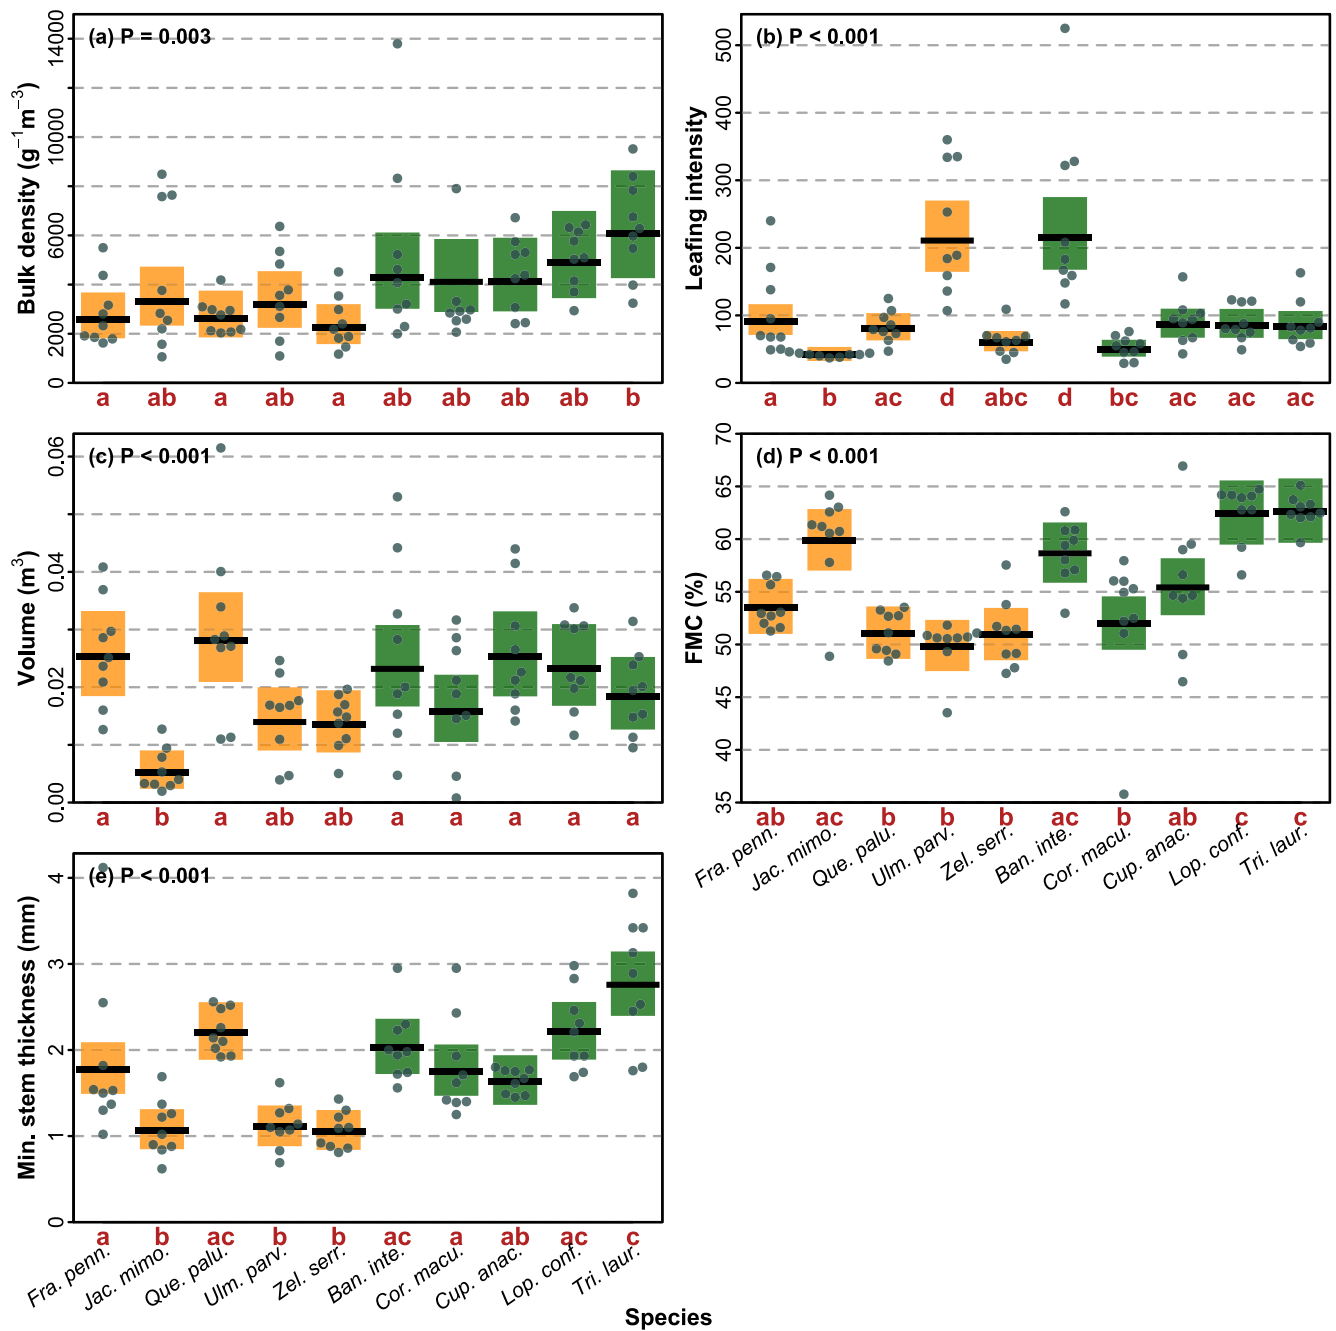 (a) P = 0.003
Bulk density (g⁻¹m⁻³)
0 2000 6000 10000 14000
a ab a ab a ab ab ab ab b
(b) P < 0.001
Leafing intensity
0 100 200 300 400 500
a b ac d abc d bc ac ac ac
(c) P < 0.001
Volume (m³)
0.00 0.02 0.04 0.06
a b a ab ab a a a a a
(d) P < 0.001
FMC (%)
35 40 45 50 55 60 65 70
ab ac b b b ac b ab c c
Fra. penn. Jac. mimo. Que. palu. Ulm. parv. Zel. serr. Ban. inte. Cor. macu. Cup. anac. Lop. conf. Tri. laur.
(e) P < 0.001
Min. stem thickness (mm)
0 1 2 3 4
a b ac b b ac a ab ac c
Fra. penn. Jac. mimo. Que. palu. Ulm. parv. Zel. serr. Ban. inte. Cor. macu. Cup. anac. Lop. conf. Tri. laur.
Species